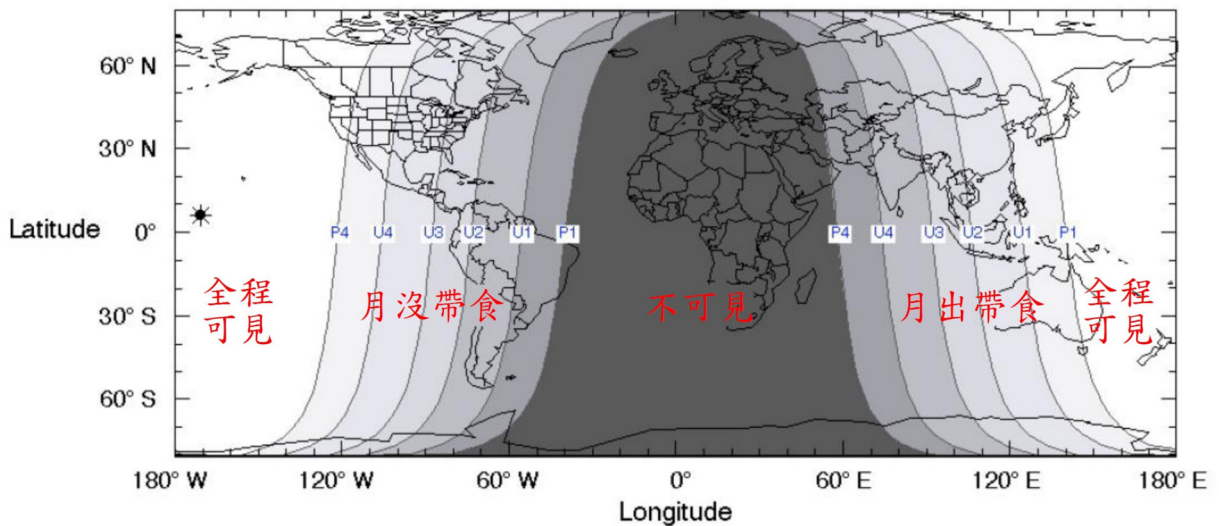 60° N
30° N
Latitude
0°
P4 U4 U3 U2 U1 P1 P4 U4 U3 U2 U1 P1
全程
可見
月沒帶食
不可見
月出帶食
全程
可見
30° S
60° S
180° W 120° W 60° W 0° 60° E 120° E 180° E
Longitude